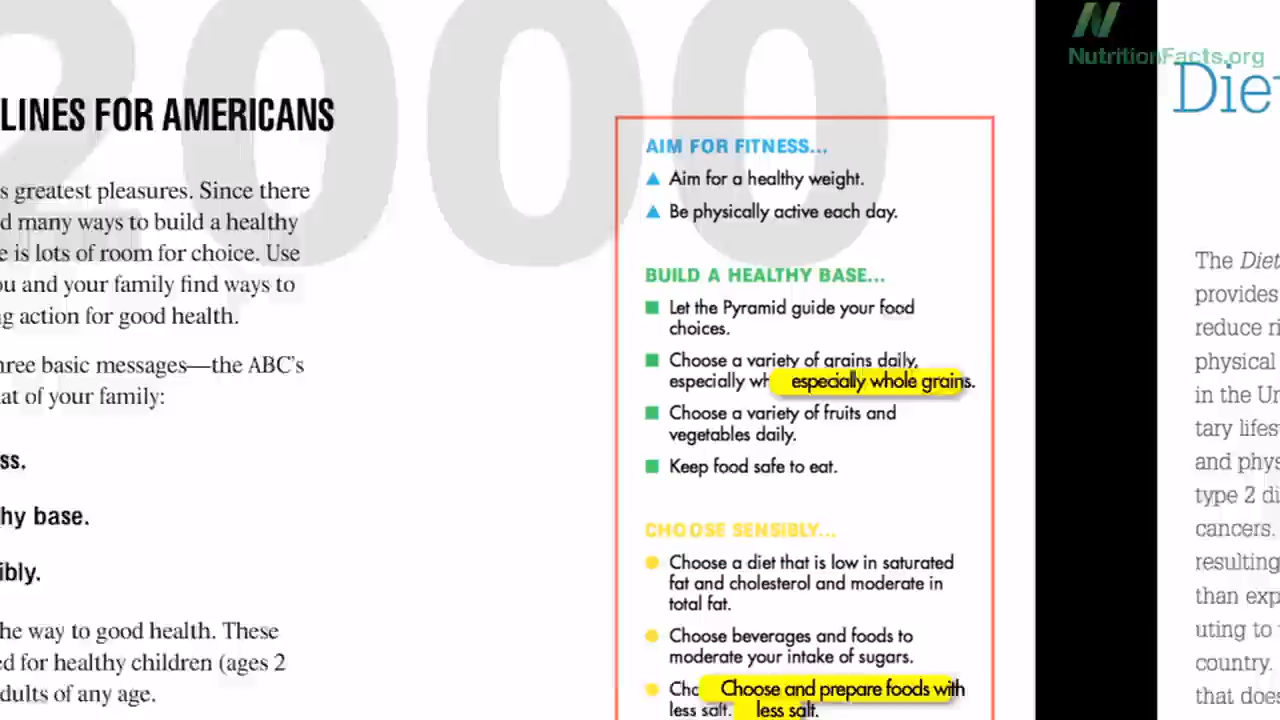 2000
NutritionFacts.org
LINES FOR AMERICANS
s greatest pleasures. Since there
d many ways to build a healthy
e is lots of room for choice. Use
ou and your family find ways to
ng action for good health.
hree basic messages—the ABC's
at of your family:
ss.
hy base.
ibly.
he way to good health. These
ed for healthy children (ages 2
dults of any age.
AIM FOR FITNESS...
Aim for a healthy weight.
Be physically active each day.
BUILD A HEALTHY BASE...
Let the Pyramid guide your food
choices.
Choose a variety of grains daily,
especially wh especially whole grains.
Choose a variety of fruits and
vegetables daily.
Keep food safe to eat.
CHOOSE SENSIBLY...
Choose a diet that is low in saturated
fat and cholesterol and moderate in
total fat.
Choose beverages and foods to
moderate your intake of sugars.
Cho Choose and prepare foods with
less salt. less salt.
Diet
The Diet
provides
reduce ri
physical
in the Un
tary lifes
and phys
type 2 di
cancers.
resulting
than exp
uting to
country.
that does